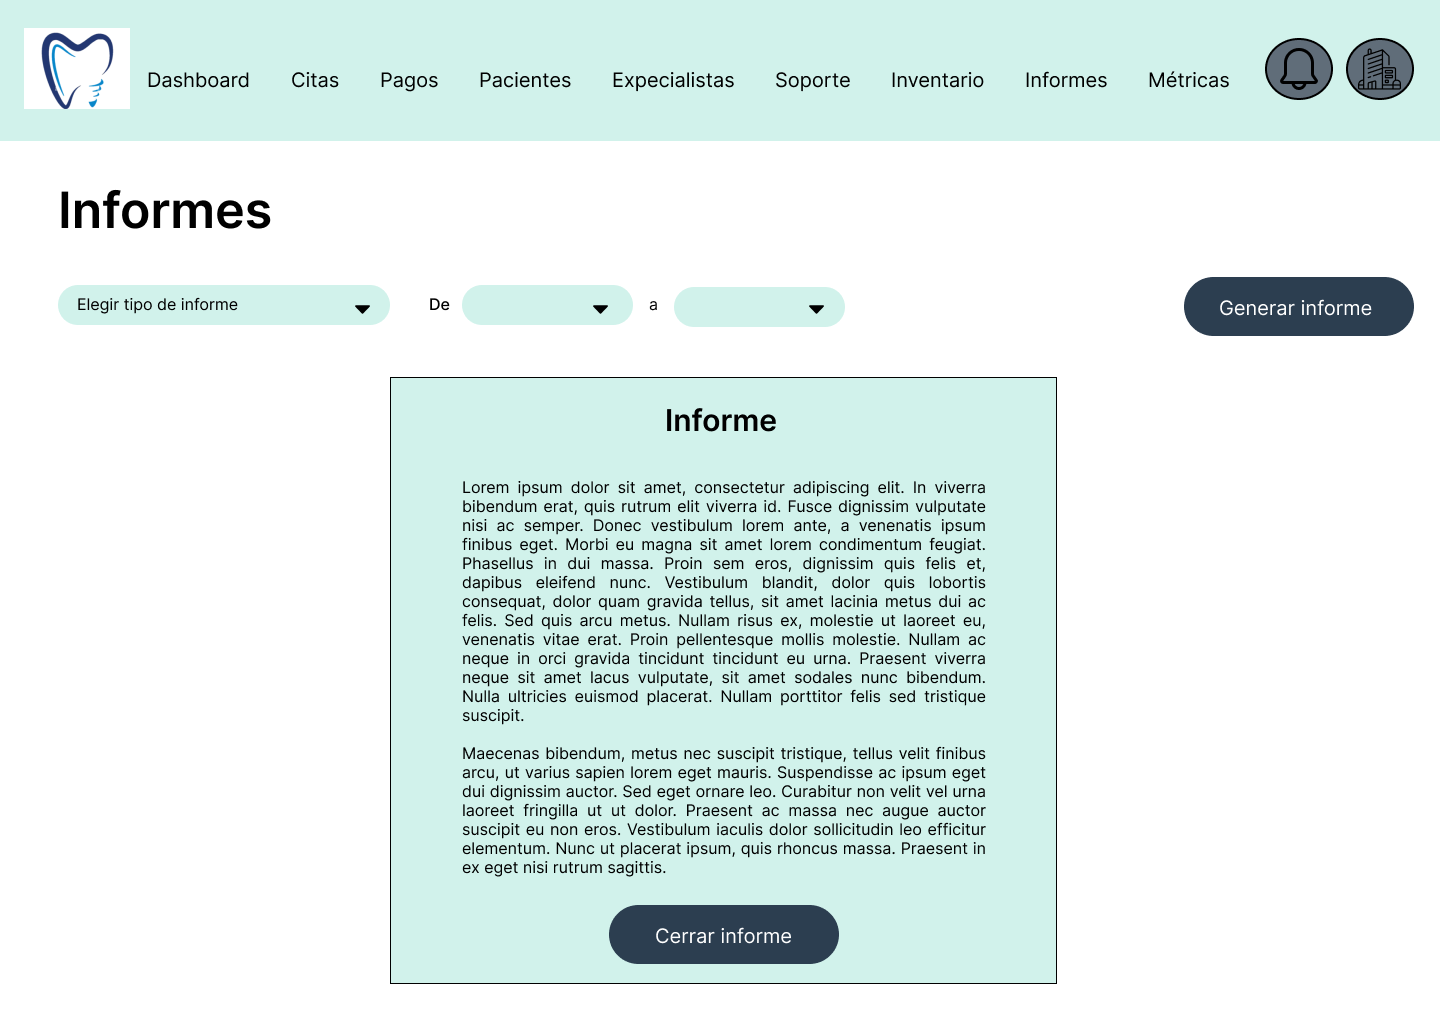 Dashboard Citas Pagos Pacientes Expecialistas Soporte Inventario Informes Métricas
Informes
Elegir tipo de informe De a Generar informe
Informe
Lorem ipsum dolor sit amet, consectetur adipiscing elit. In viverra
bibendum erat, quis rutrum elit viverra id. Fusce dignissim vulputate
nisi ac semper. Donec vestibulum lorem ante, a venenatis ipsum
finibus eget. Morbi eu magna sit amet lorem condimentum feugiat.
Phasellus in dui massa. Proin sem eros, dignissim quis felis et,
dapibus eleifend nunc. Vestibulum blandit, dolor quis lobortis
consequat, dolor quam gravida tellus, sit amet lacinia metus dui ac
felis. Sed quis arcu metus. Nullam risus ex, molestie ut laoreet eu,
venenatis vitae erat. Proin pellentesque mollis molestie. Nullam ac
neque in orci gravida tincidunt tincidunt eu urna. Praesent viverra
neque sit amet lacus vulputate, sit amet sodales nunc bibendum.
Nulla ultricies euismod placerat. Nullam porttitor felis sed tristique
suscipit.
Maecenas bibendum, metus nec suscipit tristique, tellus velit finibus
arcu, ut varius sapien lorem eget mauris. Suspendisse ac ipsum eget
dui dignissim auctor. Sed eget ornare leo. Curabitur non velit vel urna
laoreet fringilla ut ut dolor. Praesent ac massa nec augue auctor
suscipit eu non eros. Vestibulum iaculis dolor sollicitudin leo efficitur
elementum. Nunc ut placerat ipsum, quis rhoncus massa. Praesent in
ex eget nisi rutrum sagittis.
Cerrar informe